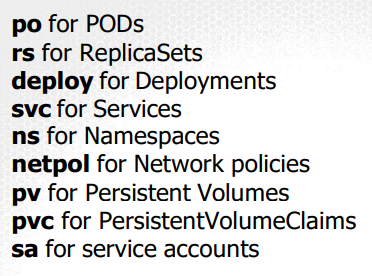 po for PODs
rs for ReplicaSets
deploy for Deployments
svc for Services
ns for Namespaces
netpol for Network policies
pv for Persistent Volumes
pvc for PersistentVolumeClaims
sa for service accounts